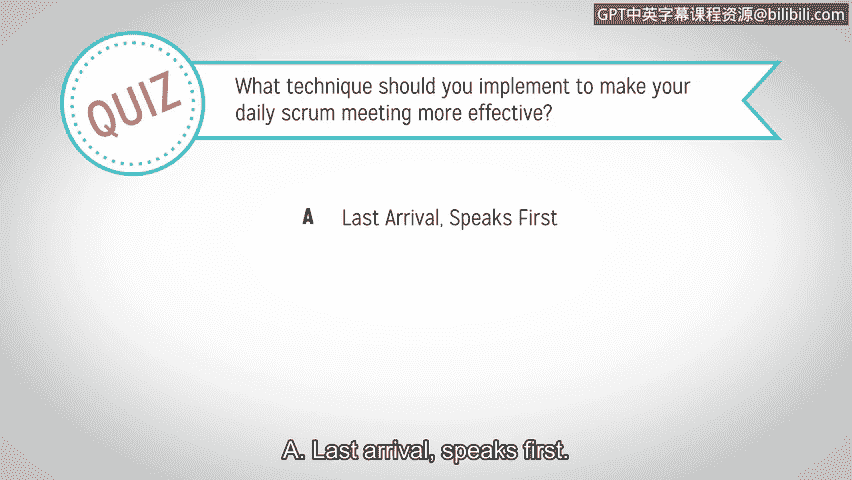 GPT中英字幕课程资源@bilibili.com
QUIZ
What technique should you implement to make your
daily scrum meeting more effective?
A Last Arrival, Speaks First
A. Last arrival, speaks first.